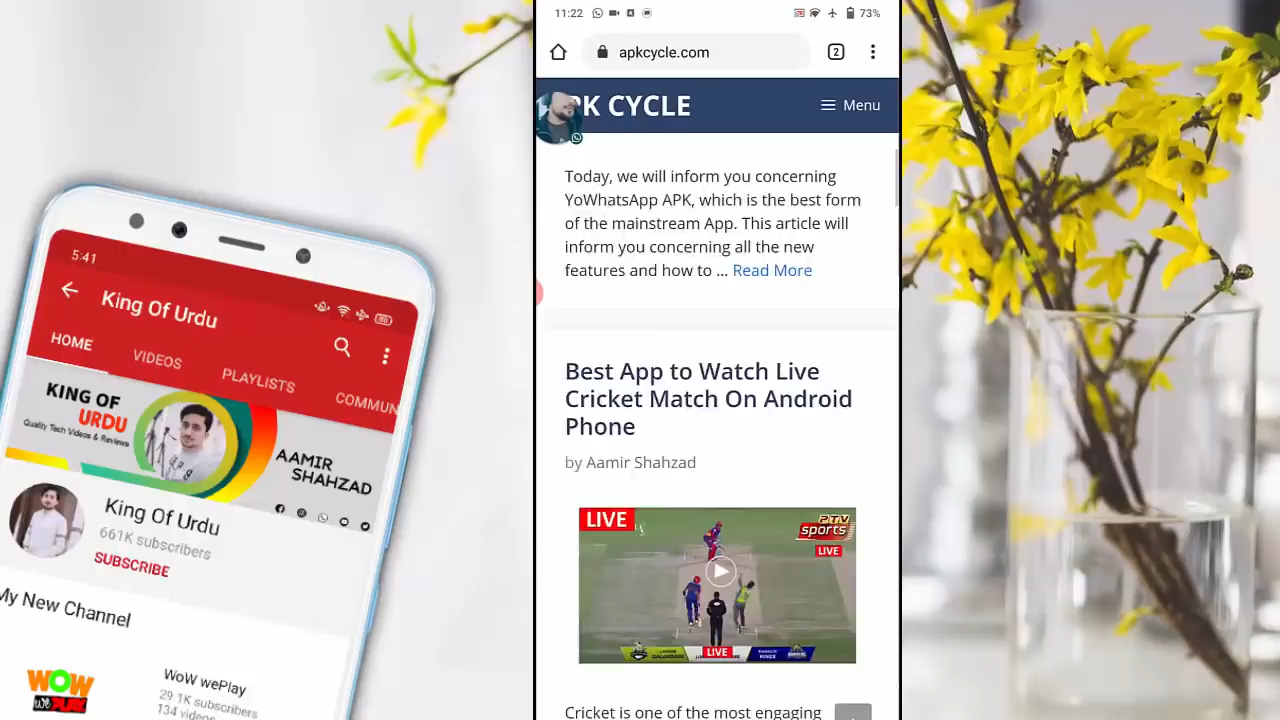 5:41
King Of Urdu
HOME
VIDEOS
PLAYLISTS
COMMUN
KING OF
URDU
Quality Tech Videos & Reviews
AAMIR
SHAHZAD
King Of Urdu
661K subscribers
SUBSCRIBE
My New Channel
WOW
we PLAY
WoW wePlay
29.1K subscribers
134 videos
11:22
73%
apkcycle.com
2
PK CYCLE
Menu
Today, we will inform you concerning
YoWhatsApp APK, which is the best form
of the mainstream App. This article will
inform you concerning all the new
features and how to ... Read More
Best App to Watch Live
Cricket Match On Android
Phone
by Aamir Shahzad
LIVE
PTV
sports
LIVE
LIVE
KINGS
Cricket is one of the most engaging